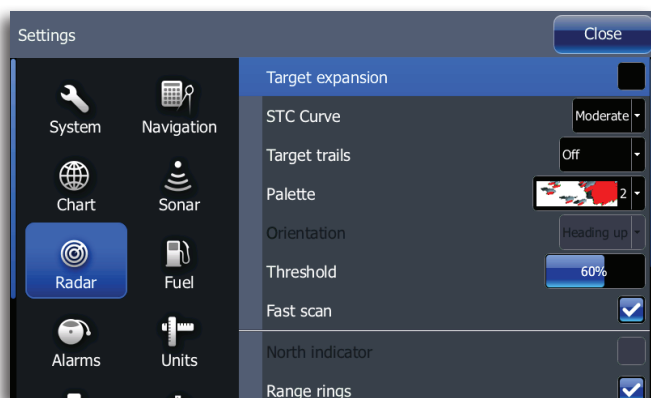 Settings
Close
System
Navigation
Chart
Sonar
Radar
Fuel
Alarms
Units
Target expansion
STC Curve
Moderate
Target trails
Off
Palette
2
Orientation
Heading up
Threshold
60%
Fast scan
North indicator
Range rings